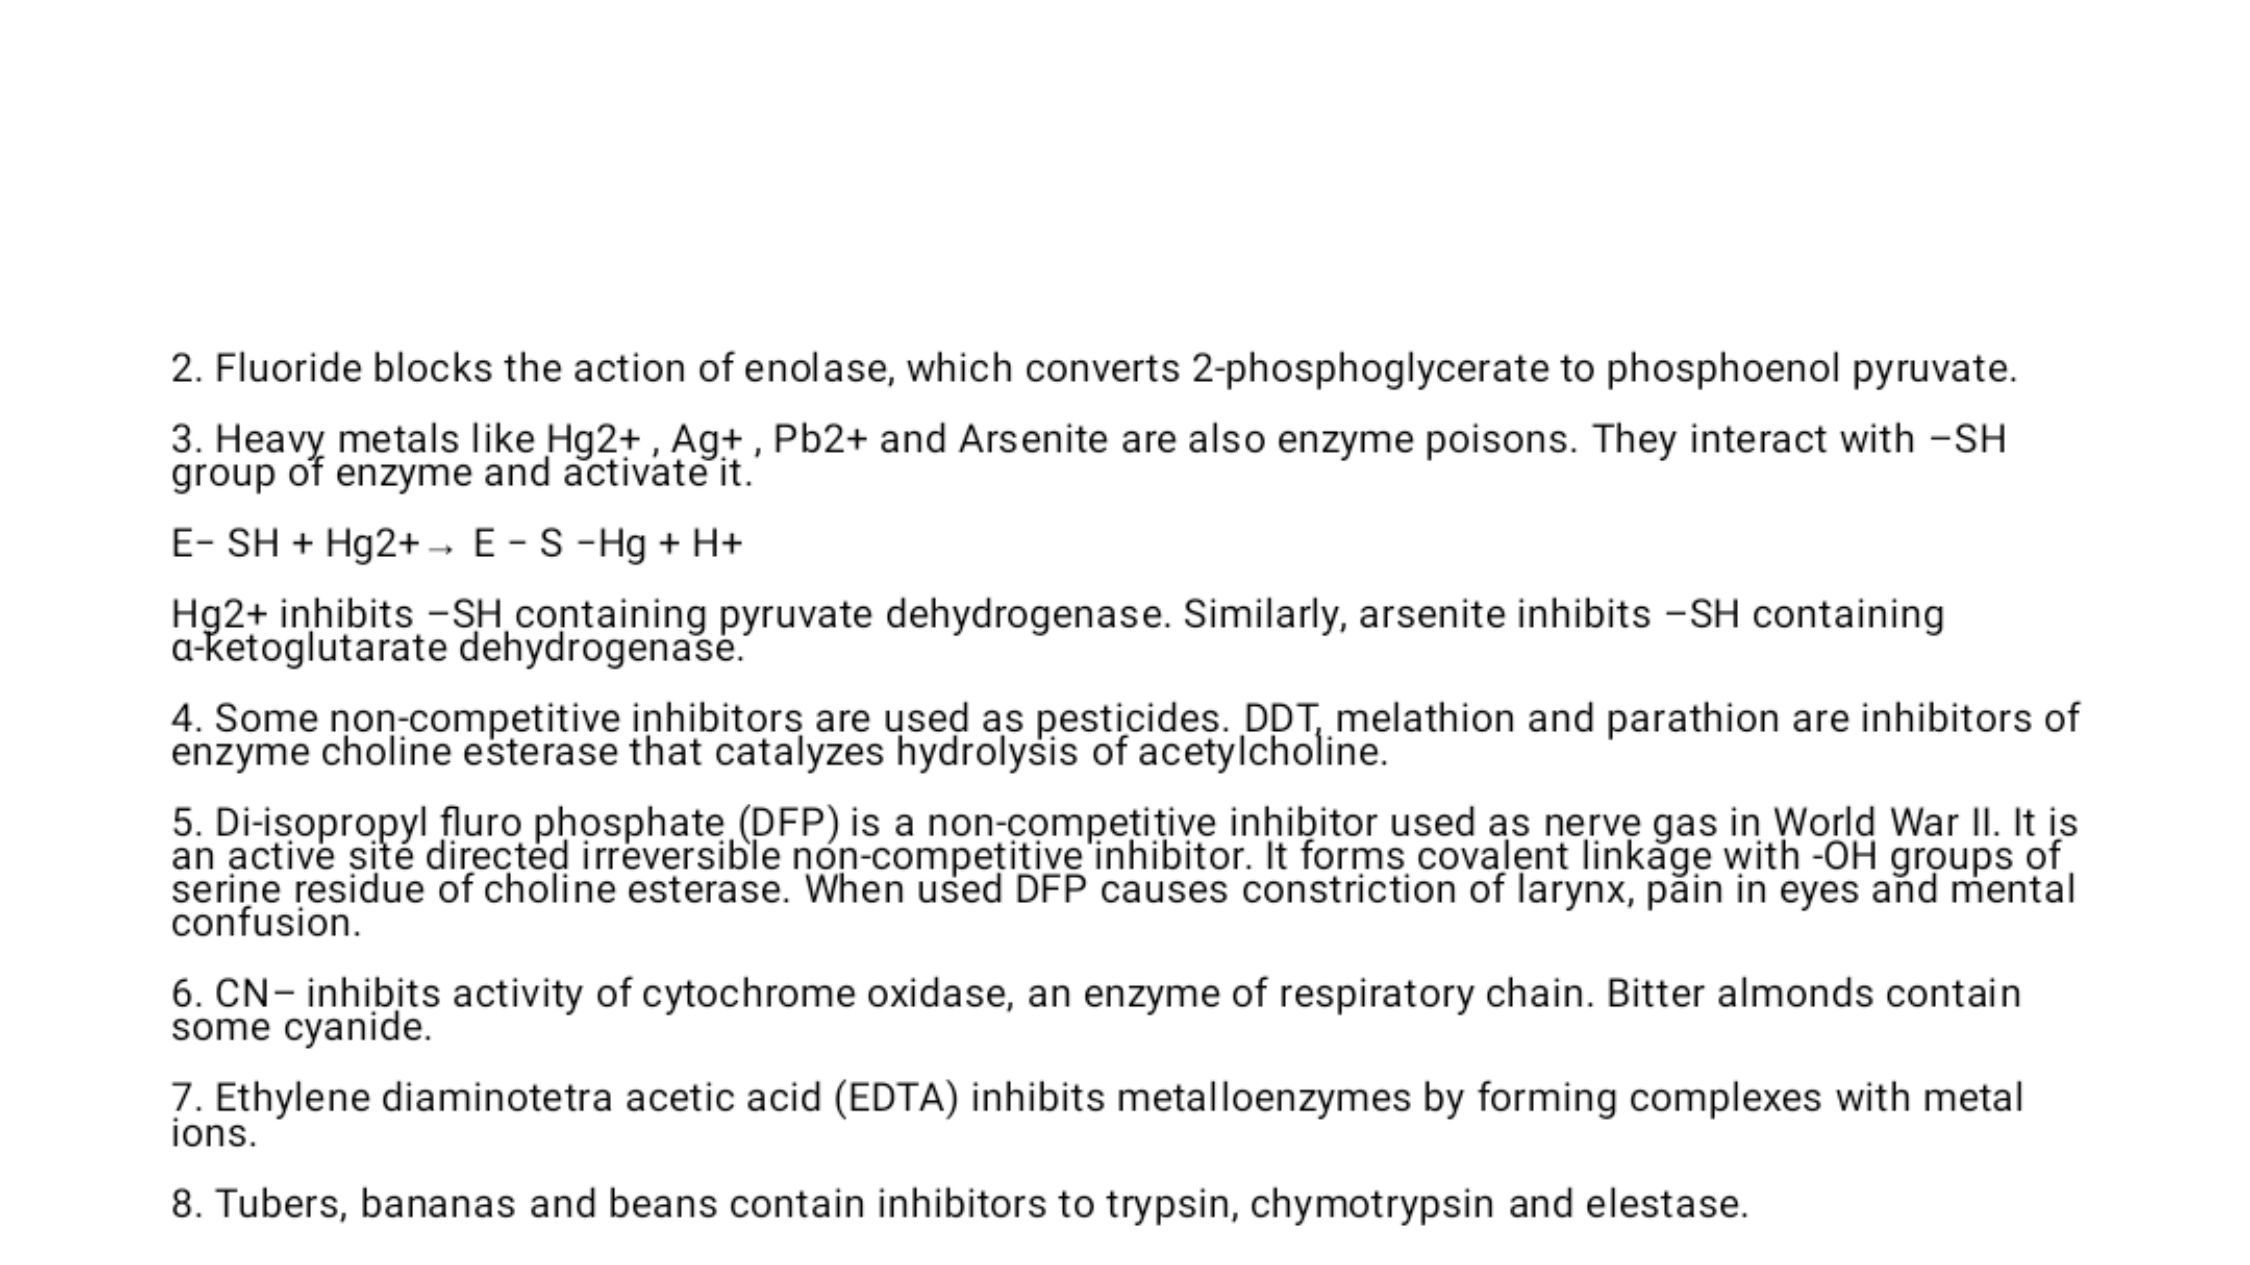 2. Fluoride blocks the action of enolase, which converts 2-phosphoglycerate to phosphoenol pyruvate.
3. Heavy metals like Hg2+ , Ag+ , Pb2+ and Arsenite are also enzyme poisons. They interact with –SH
group of enzyme and activate it.
E− SH + Hg2+→ E − S −Hg + H+
Hg2+ inhibits –SH containing pyruvate dehydrogenase. Similarly, arsenite inhibits –SH containing
α-ketoglutarate dehydrogenase.
4. Some non-competitive inhibitors are used as pesticides. DDT, melathion and parathion are inhibitors of
enzyme choline esterase that catalyzes hydrolysis of acetylcholine.
5. Di-isopropyl fluro phosphate (DFP) is a non-competitive inhibitor used as nerve gas in World War II. It is
an active site directed irreversible non-competitive inhibitor. It forms covalent linkage with -OH groups of
serine residue of choline esterase. When used DFP causes constriction of larynx, pain in eyes and mental
confusion.
6. CN– inhibits activity of cytochrome oxidase, an enzyme of respiratory chain. Bitter almonds contain
some cyanide.
7. Ethylene diaminotetra acetic acid (EDTA) inhibits metalloenzymes by forming complexes with metal
ions.
8. Tubers, bananas and beans contain inhibitors to trypsin, chymotrypsin and elestase.